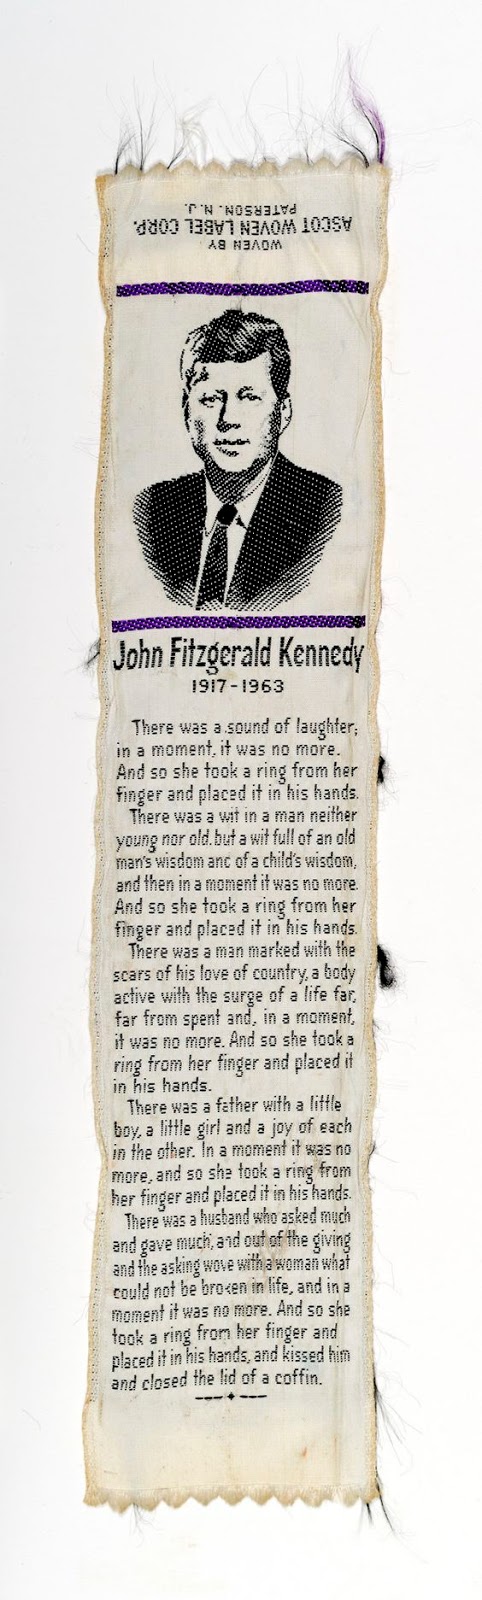 WOVEN BY
ASCOT WOVEN LABEL CORP.
PATERSON. N. J.
John Fitzgerald Kennedy
1917-1963
There was a sound of laughter;
in a moment, it was no more.
And so she took a ring from her
finger and placed it in his hands.
There was a wit in a man neither
young nor old, but a wit full of an old
man's wisdom and of a child's wisdom,
and then in a moment it was no more.
And so she took a ring from her
finger and placed it in his hands.
There was a man marked with the
scars of his love of country, a body
active with the surge of a life far,
far from spent and, in a moment,
it was no more. And so she took a
ring from her finger and placed it
in his hands.
There was a father with a little
boy, a little girl and a joy of each
in the other. In a moment it was no
more, and so she took a ring from
her finger and placed it in his hands.
There was a husband who asked much
and gave much, and out of the giving
and the asking wove with a woman what
could not be broken in life, and in a
moment it was no more. And so she
took a ring from her finger and
placed it in his hands, and kissed him
and closed the lid of a coffin.